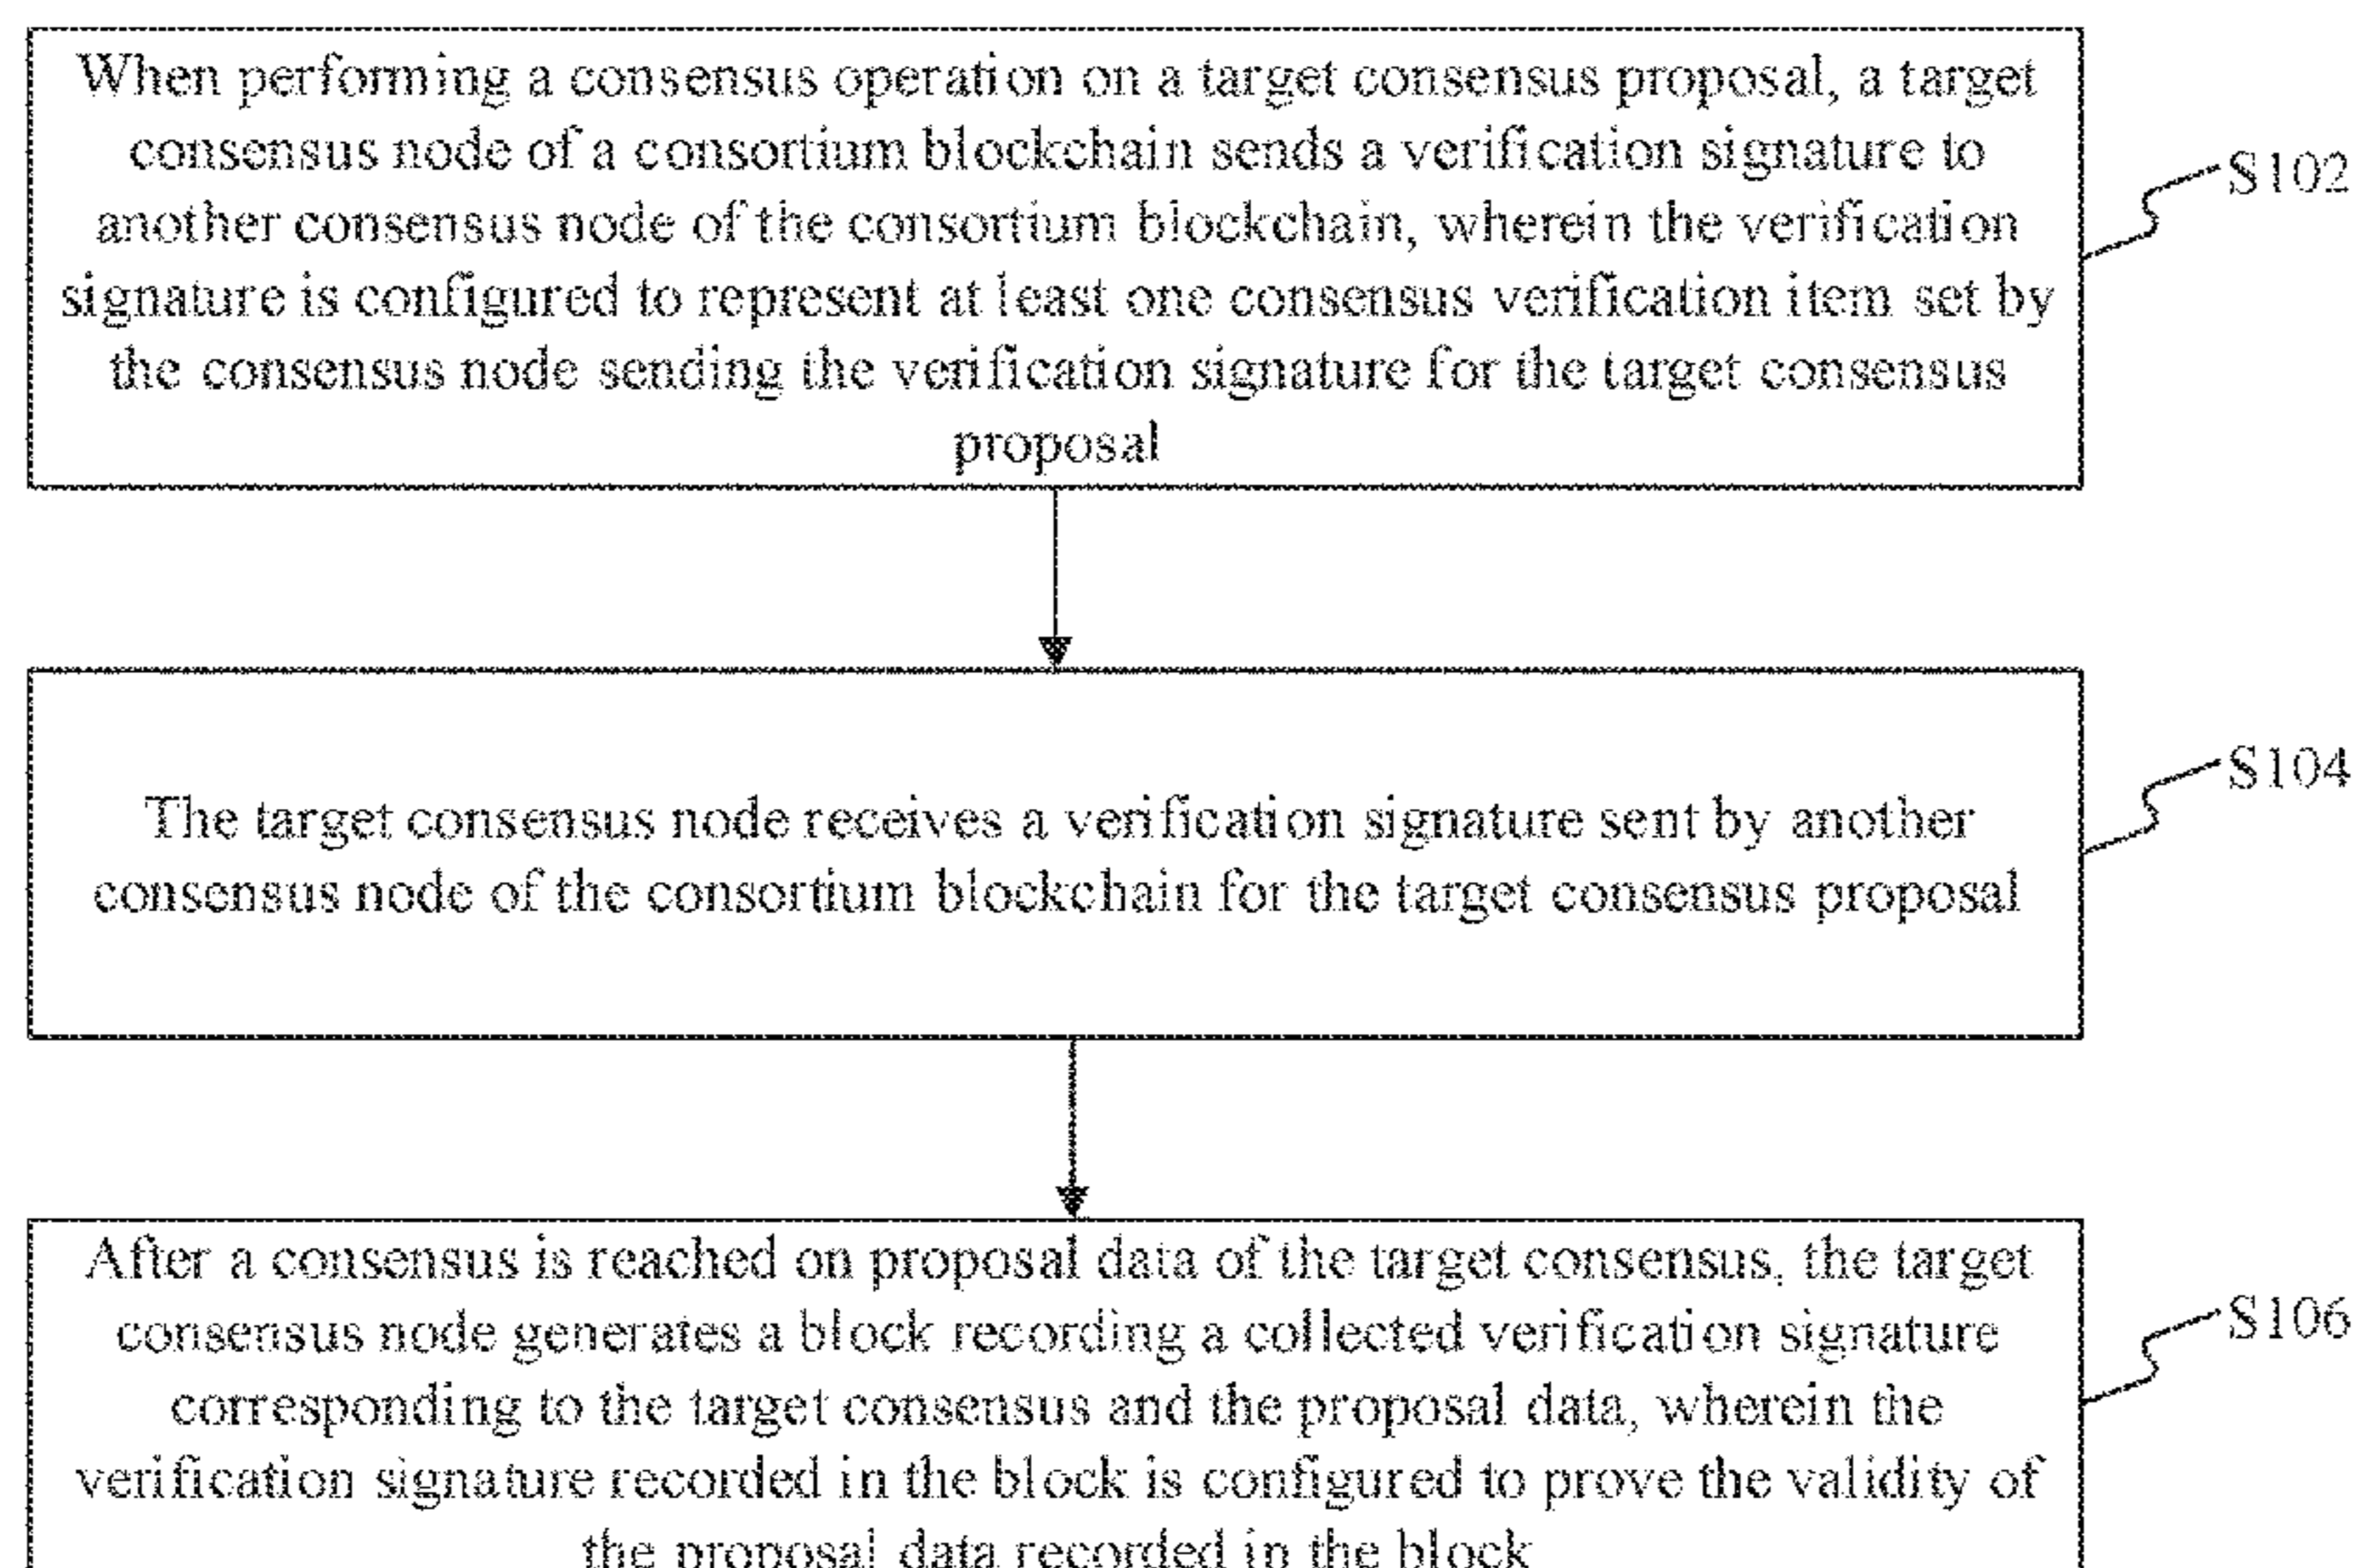 When performing a consensus operation on a target consensus proposal, a target
consensus node of a consortium blockchain sends a verification signature to
another consensus node of the consortium blockchain, wherein the verification
signature is configured to represent at least one consensus verification item set by
the consensus node sending the verification signature for the target consensus
proposal
S102
The target consensus node receives a verification signature sent by another
consensus node of the consortium blockchain for the target consensus proposal
S104
After a consensus is reached on proposal data of the target consensus, the target
consensus node generates a block recording a collected verification signature
corresponding to the target consensus and the proposal data, wherein the
verification signature recorded in the block is configured to prove the validity of
the proposal data recorded in the block
S106